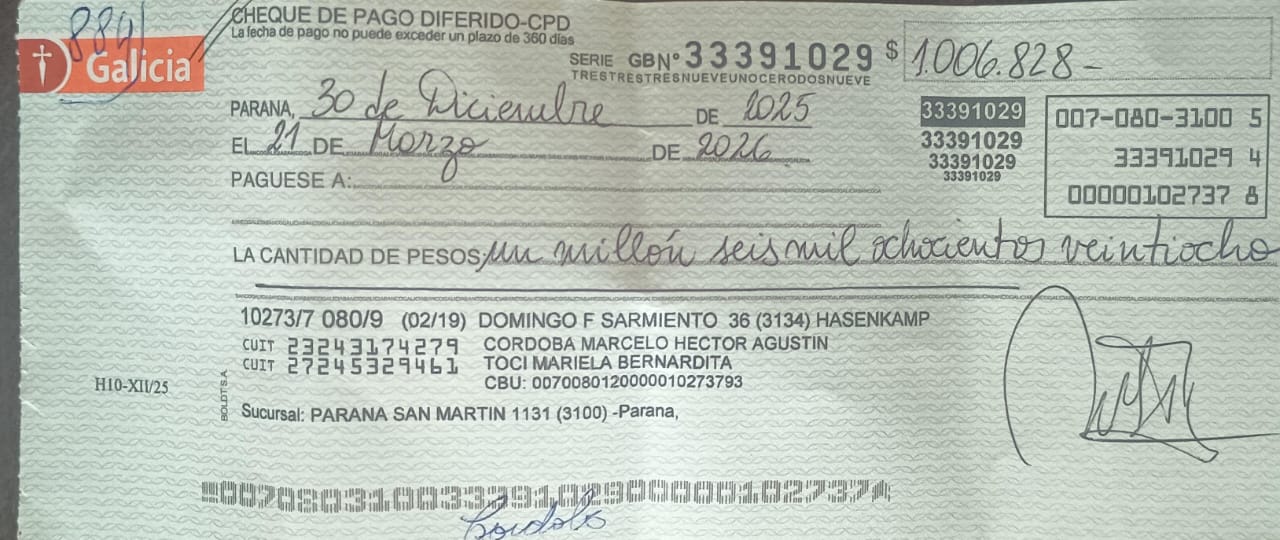 8891
Galicia
CHEQUE DE PAGO DIFERIDO-CPD
La fecha de pago no puede exceder un plazo de 360 días
SERIE GB N° 33391029 $ 1.006.828-
TRESTRESTRESNUEVEUNOCERODOSNUEVE
PARANA, 30 de Diciembre DE 2025
EL 21 DE Marzo DE 2026
PAGUESE A:
33391029
33391029
33391029
33391029
007-080-3100 5
33391029 4
00000102737 8
LA CANTIDAD DE PESOS un millón seis mil ochocientos veintiocho
10273/7 080/9 (02/19) DOMINGO F SARMIENTO 36 (3134) HASENKAMP
CUIT 23243174279 CORDOBA MARCELO HECTOR AGUSTIN
CUIT 27245329461 TOCI MARIELA BERNARDITA
CBU: 0070080120000010273793
H10-XII/25
BOLDT S.A.
Sucursal: PARANA SAN MARTIN 1131 (3100) -Parana,
00708031003339102900000102737